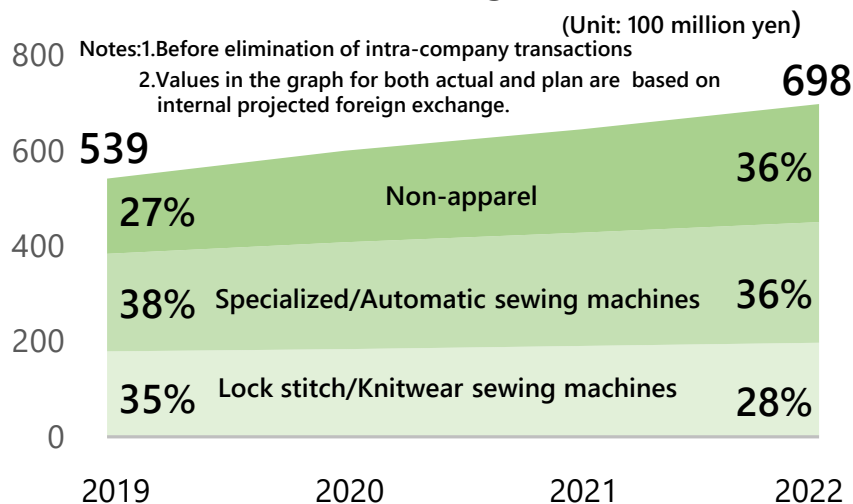 (Unit: 100 million yen)
800
Notes:1.Before elimination of intra-company transactions
2.Values in the graph for both actual and plan are based on
internal projected foreign exchange.
698
600
539
36%
27%
Non-apparel
400
38%
Specialized/Automatic sewing machines
36%
200
35%
Lock stitch/Knitwear sewing machines
28%
0
2019
2020
2021
2022